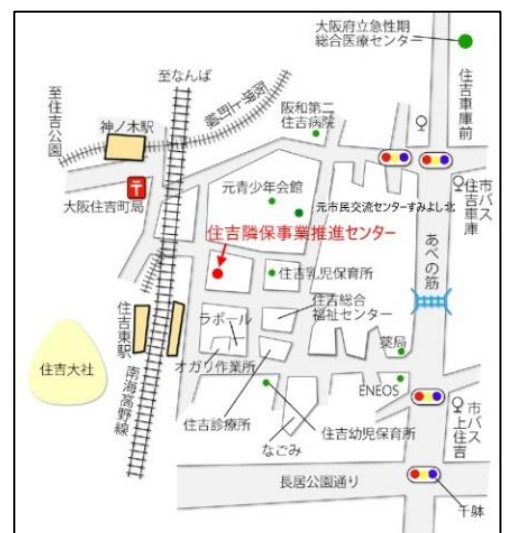 大阪府立急性期
総合医療センター
至なんば
阪堺上町線
至住吉公園
神ノ木駅
阪和第二
住吉病院
住吉車庫前
大阪住吉町局
元青少年会館
元市民交流センターすみよし北
市バス
住吉車庫
住吉隣保事業推進センター
あべの筋
住吉乳児保育所
住吉総合
福祉センター
住吉東駅
ラポール
薬局
住吉大社
オガリ作業所
南海高野線
ENEOS
市バス
上住吉
住吉診療所
住吉幼児保育所
なごみ
長居公園通り
千躰